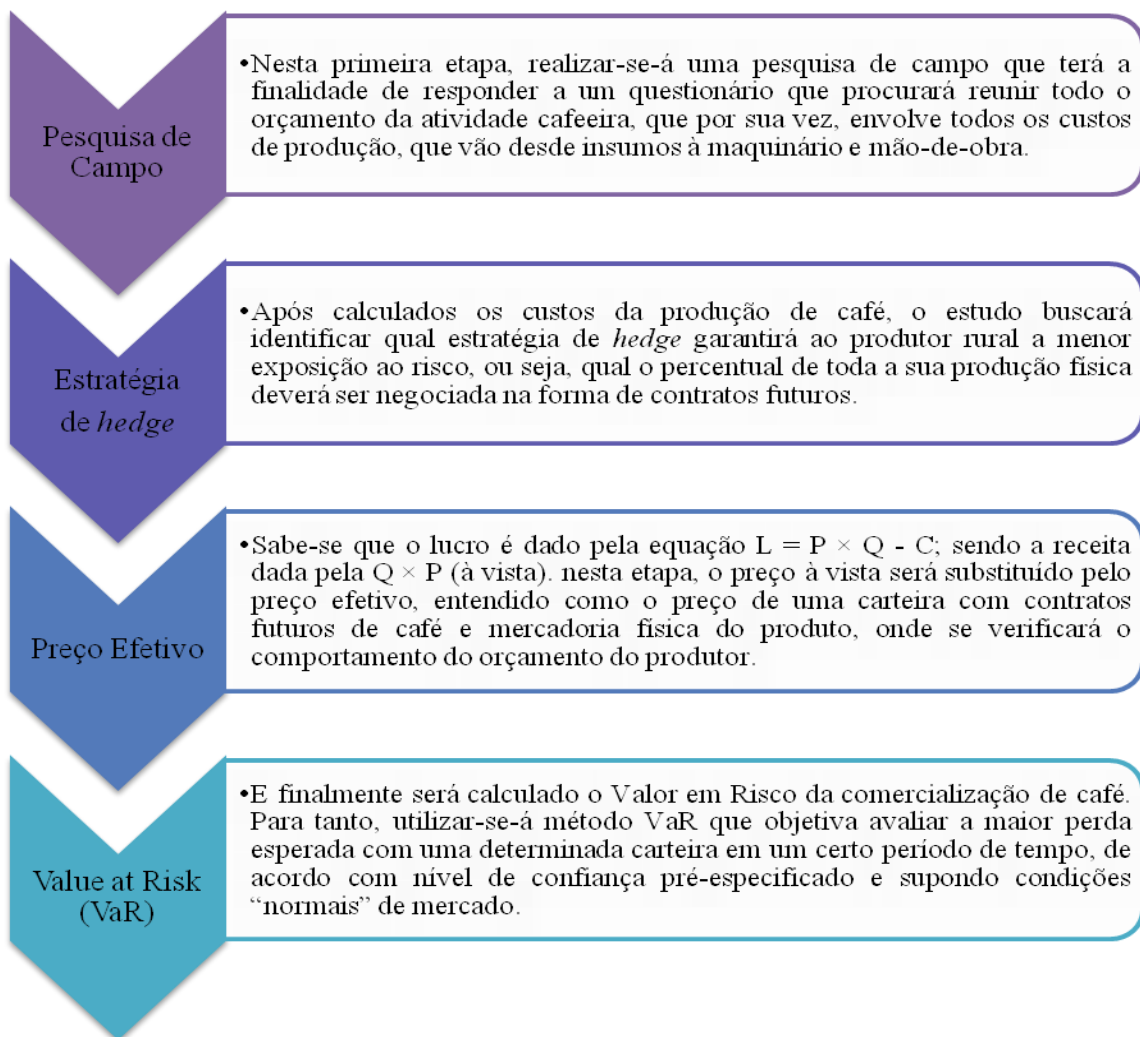 Pesquisa de
Campo
•Nesta primeira etapa, realizar-se-á uma pesquisa de campo que terá a
finalidade de responder a um questionário que procurará reunir todo o
orçamento da atividade cafeeira, que por sua vez, envolve todos os custos
de produção, que vão desde insumos à maquinário e mão-de-obra.
Estratégia
de hedge
•Após calculados os custos da produção de café, o estudo buscará
identificar qual estratégia de hedge garantirá ao produtor rural a menor
exposição ao risco, ou seja, qual o percentual de toda a sua produção física
deverá ser negociada na forma de contratos futuros.
Preço Efetivo
•Sabe-se que o lucro é dado pela equação L = P × Q - C; sendo a receita
dada pela Q × P (à vista). nesta etapa, o preço à vista será substituído pelo
preço efetivo, entendido como o preço de uma carteira com contratos
futuros de café e mercadoria física do produto, onde se verificará o
comportamento do orçamento do produtor.
Value at Risk
(VaR)
•E finalmente será calculado o Valor em Risco da comercialização de café.
Para tanto, utilizar-se-á método VaR que objetiva avaliar a maior perda
esperada com uma determinada carteira em um certo período de tempo, de
acordo com nível de confiança pré-especificado e supondo condições
“normais” de mercado.